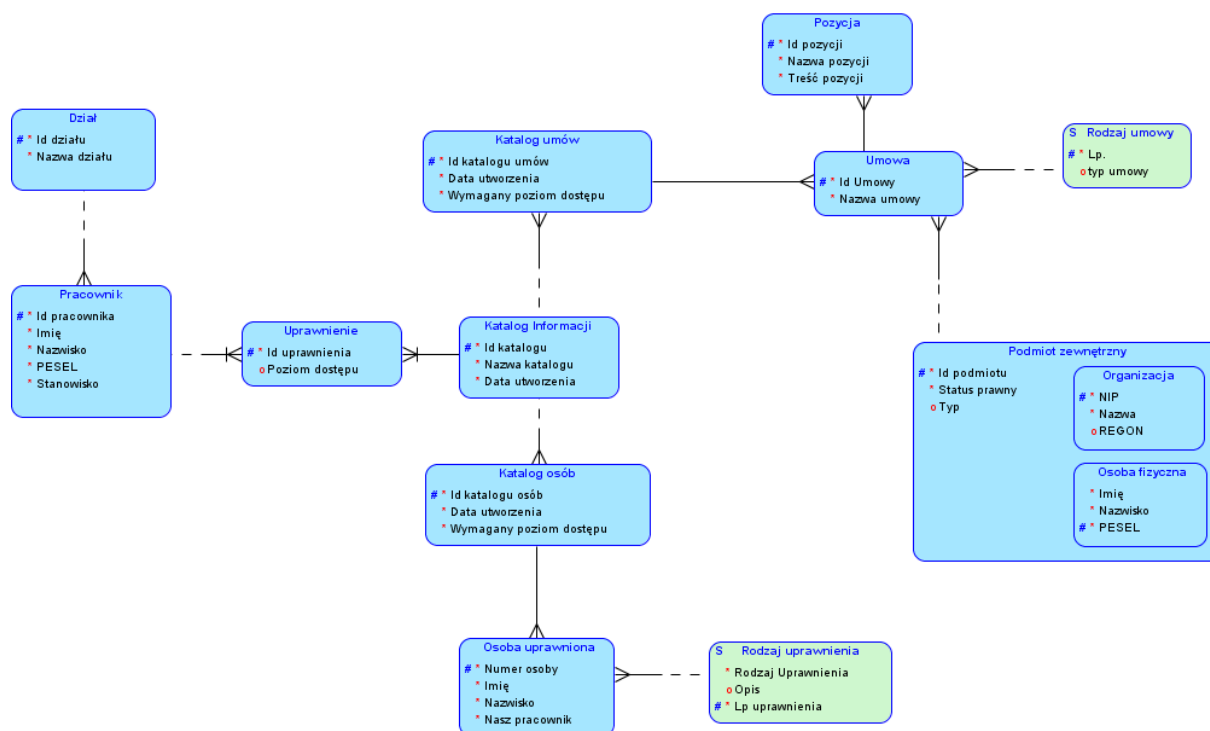 Pozycja
# * Id pozycji
* Nazwa pozycji
* Treść pozycji
Dział
# * Id działu
* Nazwa działu
Katalog umów
# * Id katalogu umów
* Data utworzenia
* Wymagany poziom dostępu
Umowa
# * Id Umowy
* Nazwa umowy
S Rodzaj umowy
# * Lp.
o typ umowy
Pracownik
# * Id pracownika
* Imię
* Nazwisko
* PESEL
* Stanowisko
Uprawnienie
# * Id uprawnienia
o Poziom dostępu
Katalog Informacji
# * Id katalogu
* Nazwa katalogu
* Data utworzenia
Podmiot zewnętrzny
# * Id podmiotu
* Status prawny
o Typ
Organizacja
# * NIP
* Nazwa
o REGON
Osoba fizyczna
* Imię
* Nazwisko
# * PESEL
Katalog osób
# * Id katalogu osób
* Data utworzenia
* Wymagany poziom dostępu
Osoba uprawniona
# * Numer osoby
* Imię
* Nazwisko
* Nasz pracownik
S Rodzaj uprawnienia
* Rodzaj Uprawnienia
o Opis
# * Lp uprawnienia